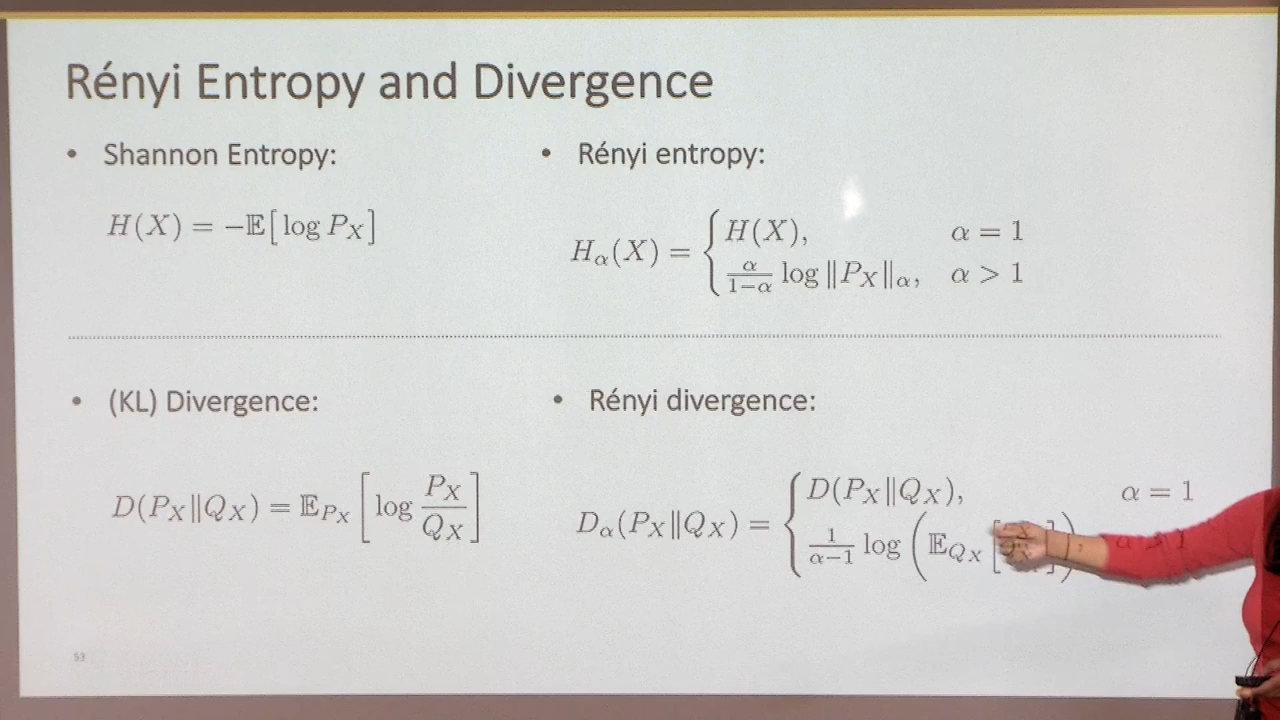 Rényi Entropy and Divergence
• Shannon Entropy:
H(X) = −𝔼[log P_X]
• Rényi entropy:
H_α(X) = { H(X), α = 1
α/(1−α) log ‖P_X‖_α, α > 1
• (KL) Divergence:
D(P_X‖Q_X) = 𝔼_{P_X} [log P_X/Q_X]
• Rényi divergence:
D_α(P_X‖Q_X) = { D(P_X‖Q_X), α = 1
1/(α−1) log (𝔼_{Q_X} [ ]), α > 1
53